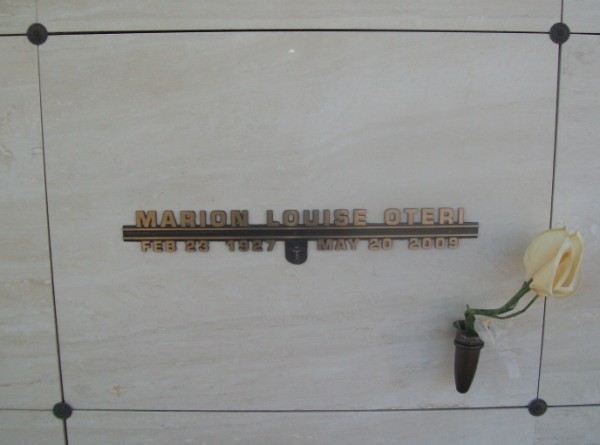 MARION LOUISE OTERI
FEB 23 1927 MAY 20 2009